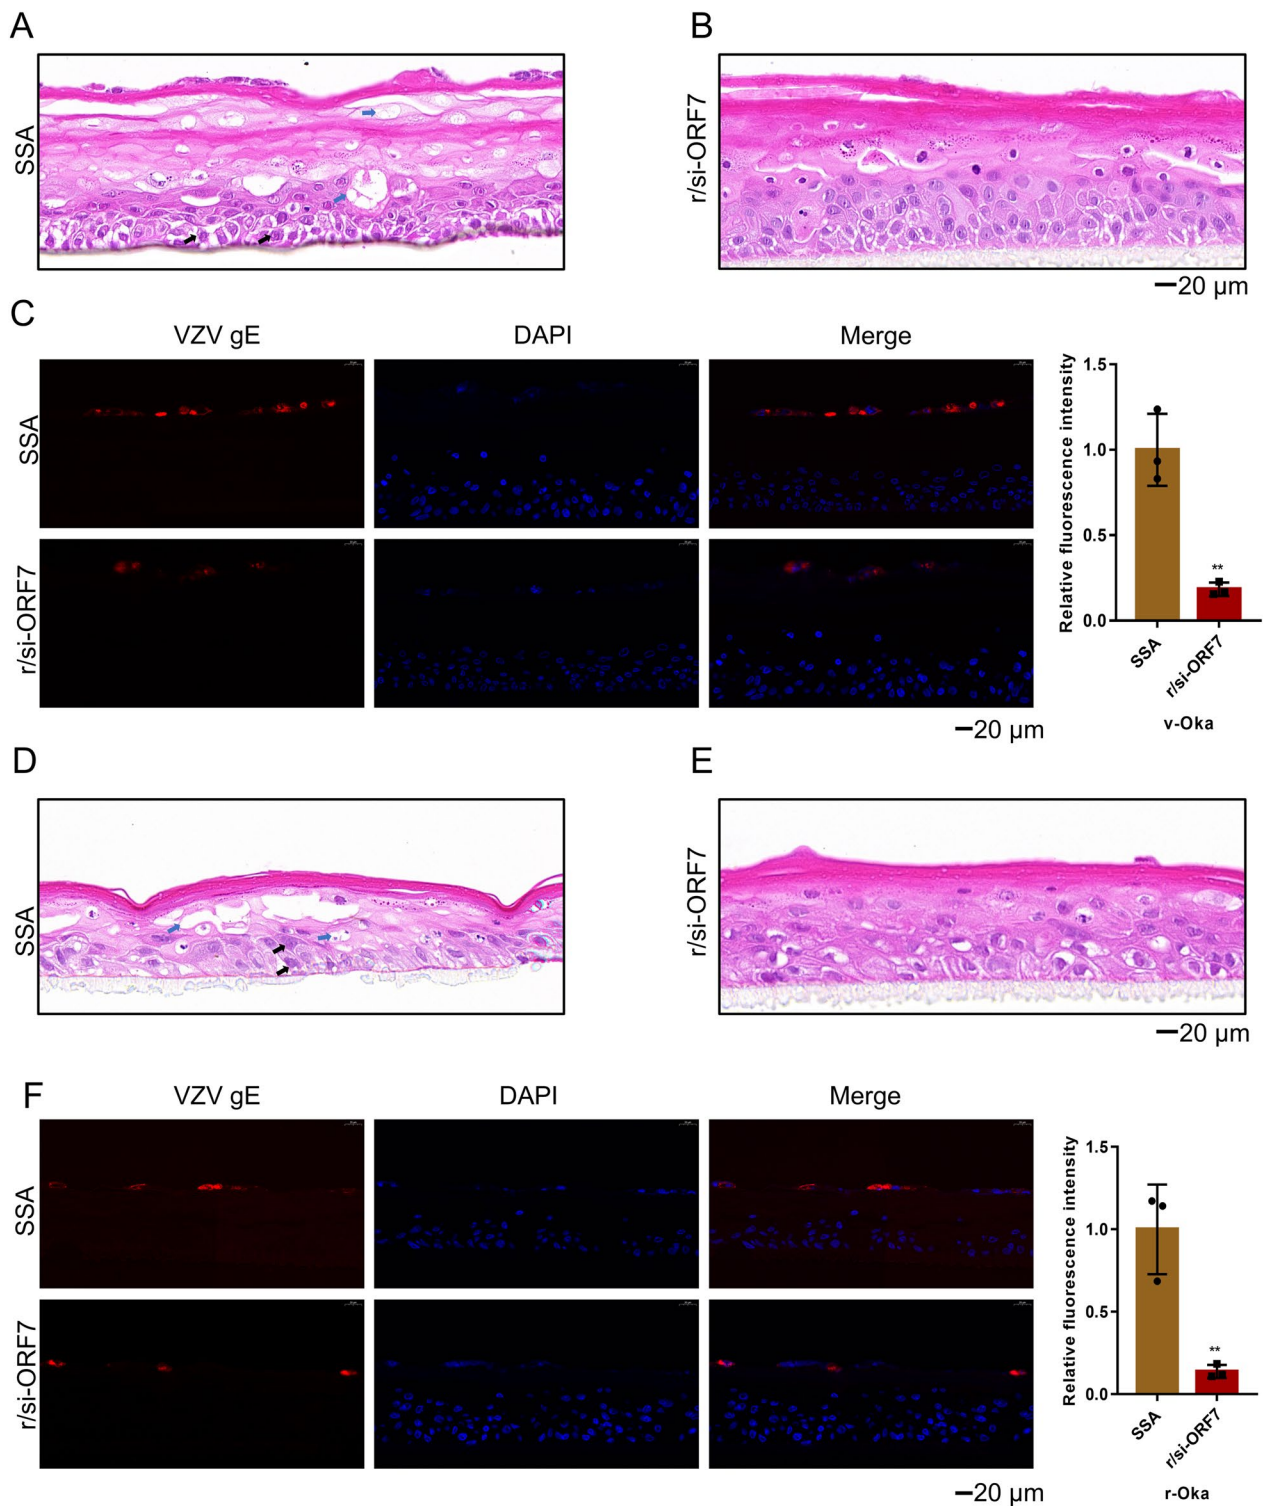 A
B
SSA
r/si-ORF7
20 µm
C
VZV gE
DAPI
Merge
SSA
r/si-ORF7
20 µm
Relative fluorescence intensity
1.5
1.0
0.5
0.0
**
SSA
r/si-ORF7
v-Oka
D
E
SSA
r/si-ORF7
20 µm
F
VZV gE
DAPI
Merge
SSA
r/si-ORF7
20 µm
Relative fluorescence intensity
1.5
1.0
0.5
0.0
**
SSA
r/si-ORF7
r-Oka